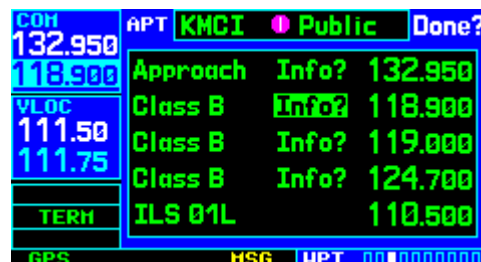 COM
132.950
118.900
VLOC
111.50
111.75
TERM
GPS
APT KMCI Public Done?
Approach Info? 132.950
Class B Info? 118.900
Class B Info? 119.000
Class B Info? 124.700
ILS 01L 110.500
MSG WPT